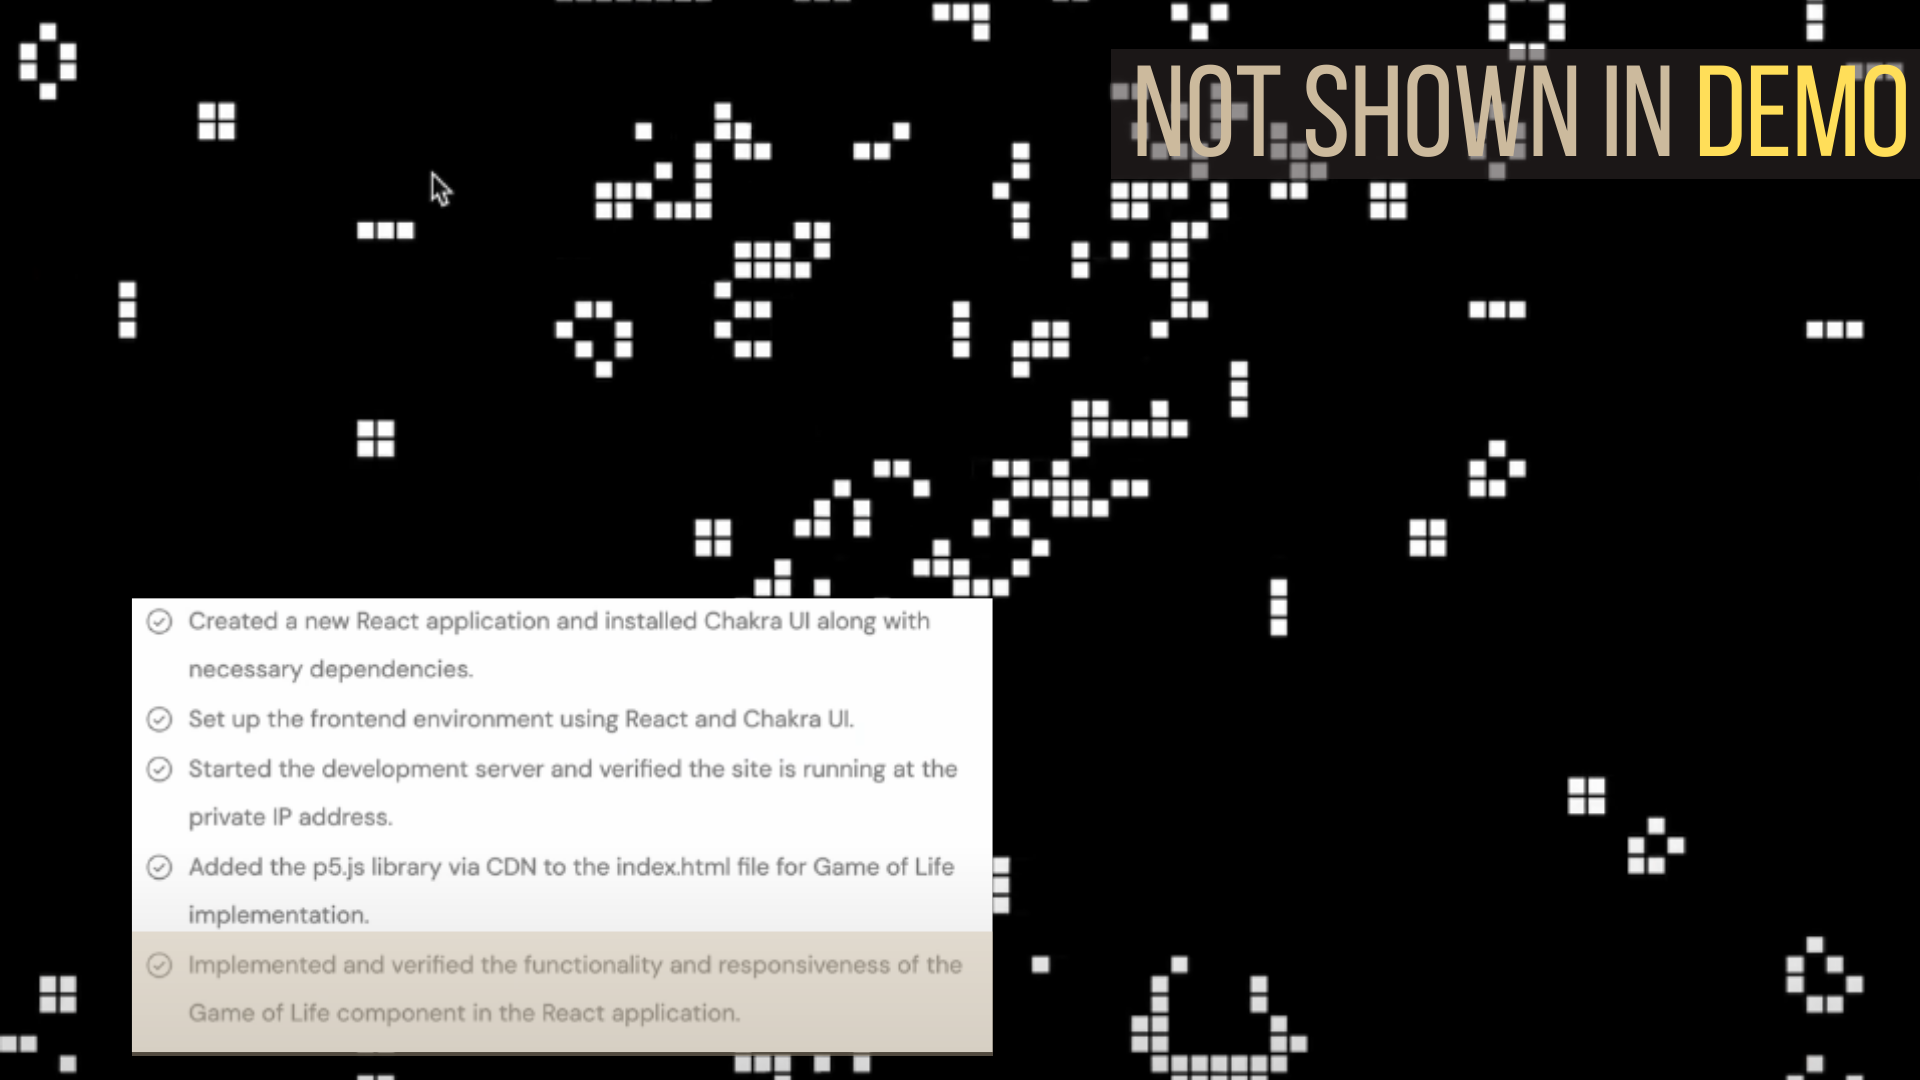 NOT SHOWN IN DEMO
Created a new React application and installed Chakra UI along with
necessary dependencies.
Set up the frontend environment using React and Chakra UI.
Started the development server and verified the site is running at the
private IP address.
Added the p5.js library via CDN to the index.html file for Game of Life
implementation.
Implemented and verified the functionality and responsiveness of the
Game of Life component in the React application.